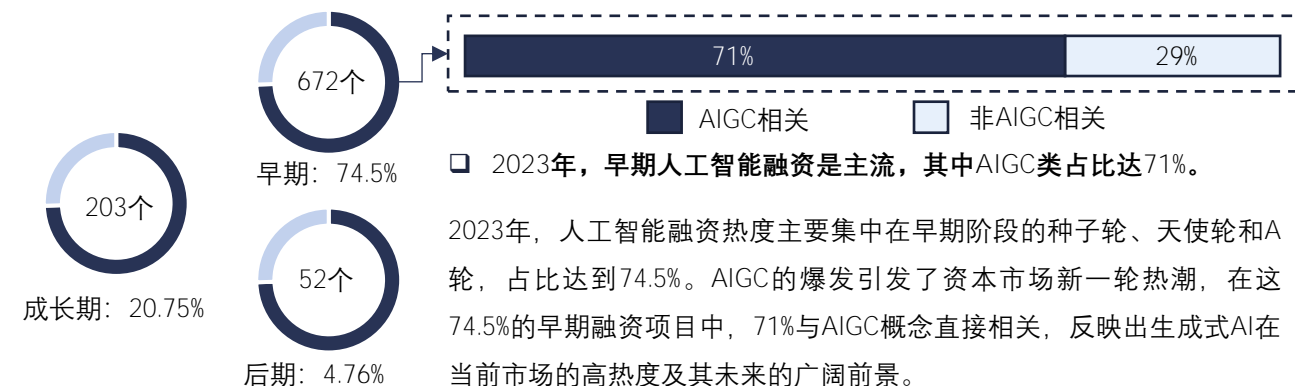 672个
早期：74.5%
203个
成长期：20.75%
52个
后期：4.76%
71%
29%
AIGC相关
非AIGC相关
2023年，早期人工智能融资是主流，其中AIGC类占比达71%。
2023年，人工智能融资热度主要集中在早期阶段的种子轮、天使轮和A
轮，占比达到74.5%。AIGC的爆发引发了资本市场新一轮热潮，在这
74.5%的早期融资项目中，71%与AIGC概念直接相关，反映出生成式AI在
当前市场的高热度及其未来的广阔前景。